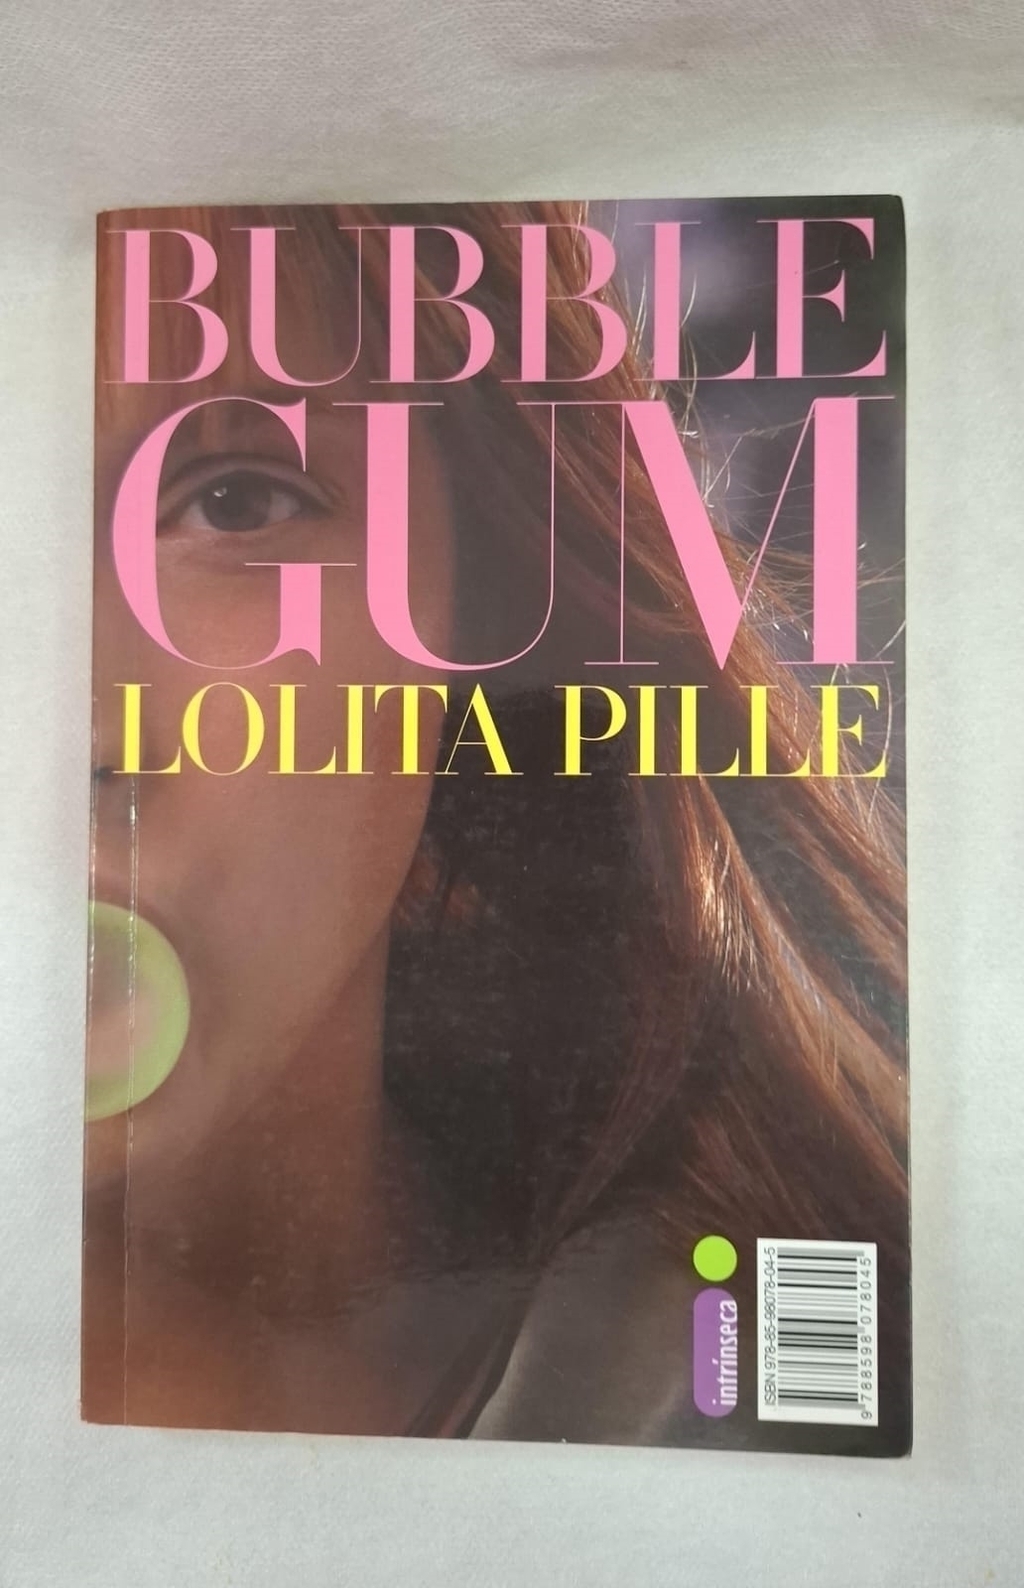 BUBBLE
GUM
LOLITA PILLE
intrínseca
ISBN 978-85-98078-04-5
9 788598 078045